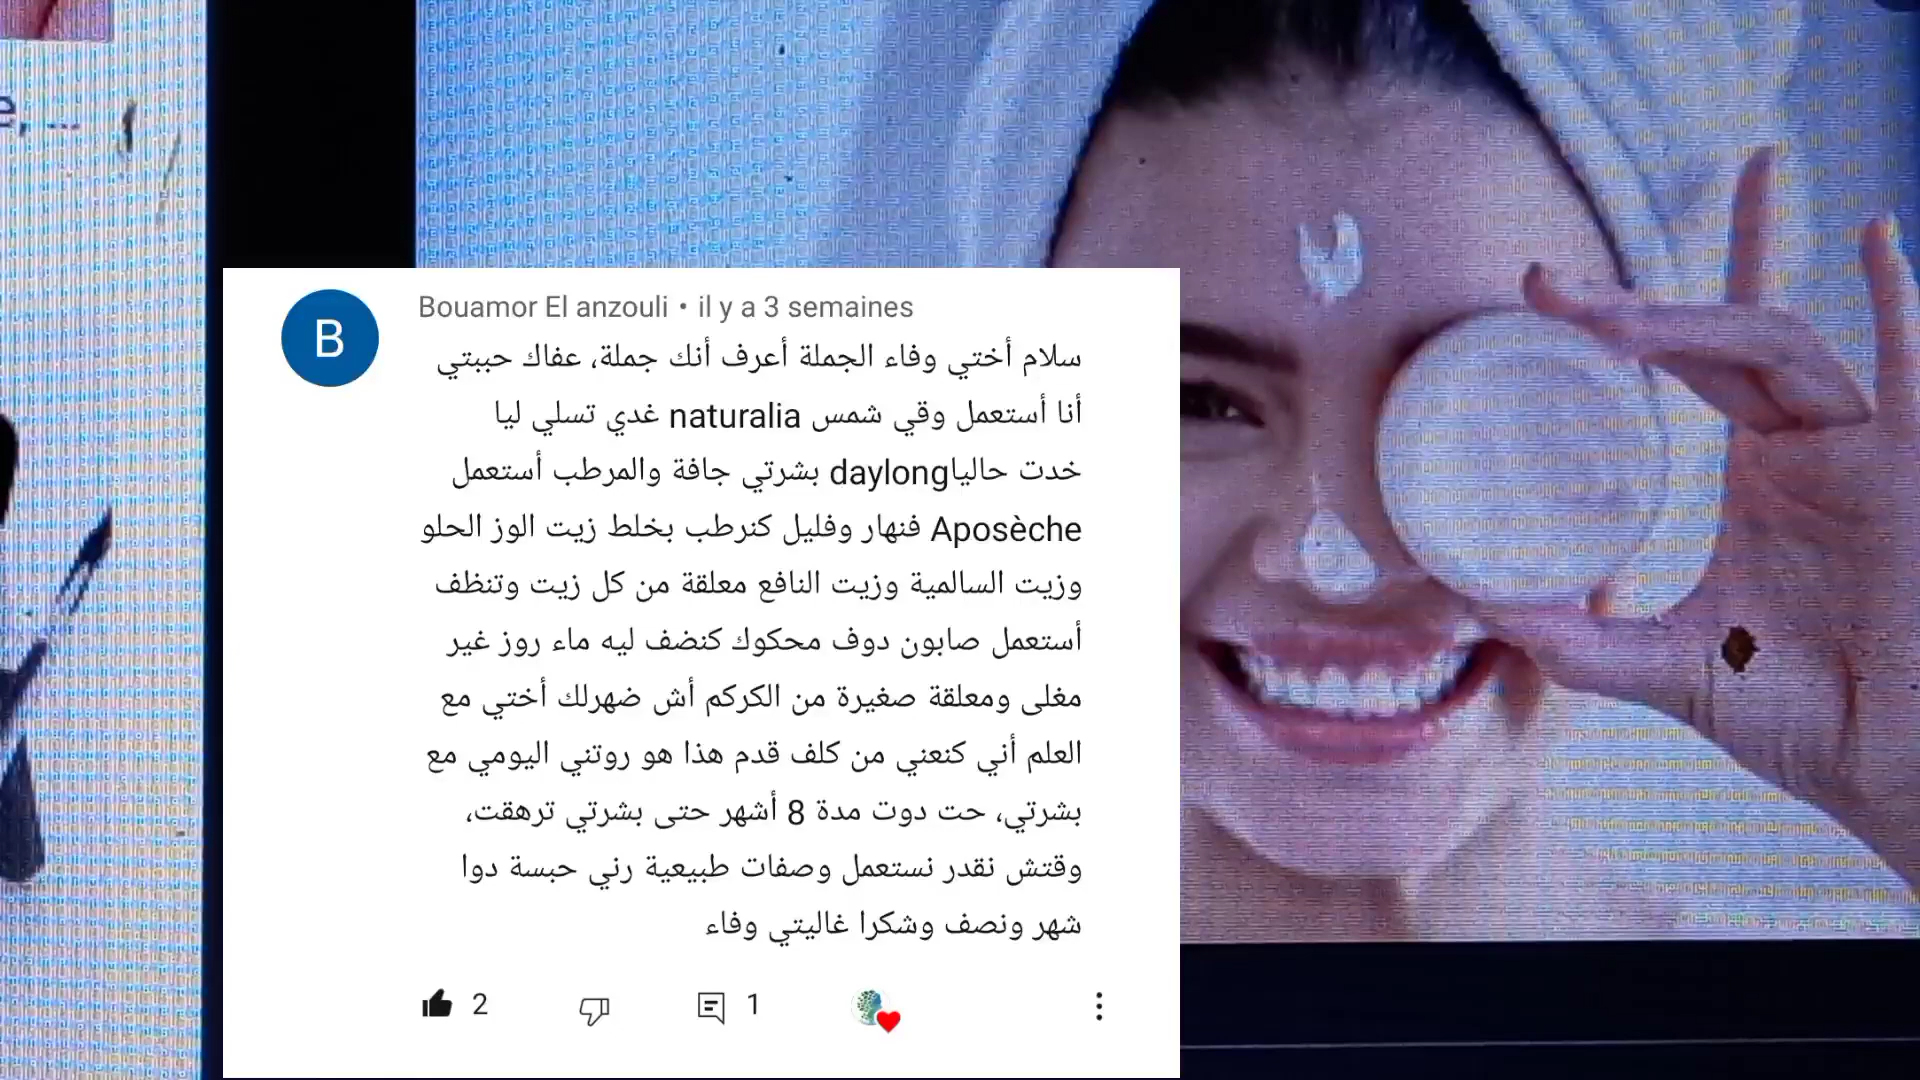 e, ...
Bouamor El anzouli • il y a 3 semaines
سلام أختي وفاء الجملة أعرف أنك جملة، عفاك حببتي
أنا أستعمل وقي شمس naturalia غدي تسلي ليا
خدت حالياdaylong بشرتي جافة والمرطب أستعمل
Aposèche فنهار وفليل كنرطب بخلط زيت الوز الحلو
وزيت السالمية وزيت النافع معلقة من كل زيت وتنظف
أستعمل صابون دوف محكوك كنضف ليه ماء روز غير
مغلى ومعلقة صغيرة من الكركم أش ضهرلك أختي مع
العلم أني كنعني من كلف قدم هذا هو روتني اليومي مع
بشرتي، حت دوت مدة 8 أشهر حتى بشرتي ترهقت،
وقتش نقدر نستعمل وصفات طبيعية رني حبسة دوا
شهر ونصف وشكرا غاليتي وفاء
2
1
B